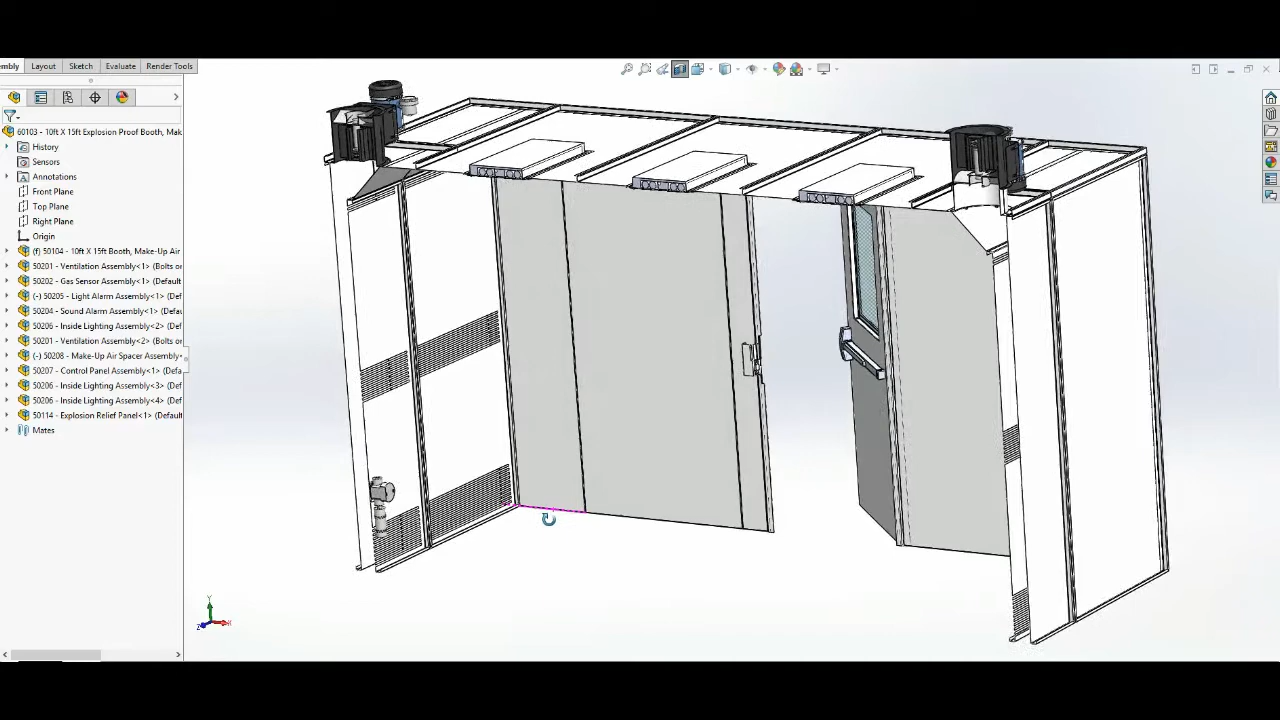 mbly Layout Sketch Evaluate Render Tools
60103 - 10ft X 15ft Explosion Proof Booth, Mak
History
Sensors
Annotations
Front Plane
Top Plane
Right Plane
Origin
(f) 50104 - 10ft X 15ft Booth, Make-Up Air
50201 - Ventilation Assembly<1> (Bolts or
50202 - Gas Sensor Assembly<1> (Default
(-) 50205 - Light Alarm Assembly<1> (Def
50204 - Sound Alarm Assembly<1> (Defau
50206 - Inside Lighting Assembly<2> (Def
50201 - Ventilation Assembly<2> (Bolts or
(-) 50208 - Make-Up Air Spacer Assembly<
50207 - Control Panel Assembly<1> (Defau
50206 - Inside Lighting Assembly<3> (Def
50206 - Inside Lighting Assembly<4> (Def
50114 - Explosion Relief Panel<1> (Default
Mates
Y
Z X